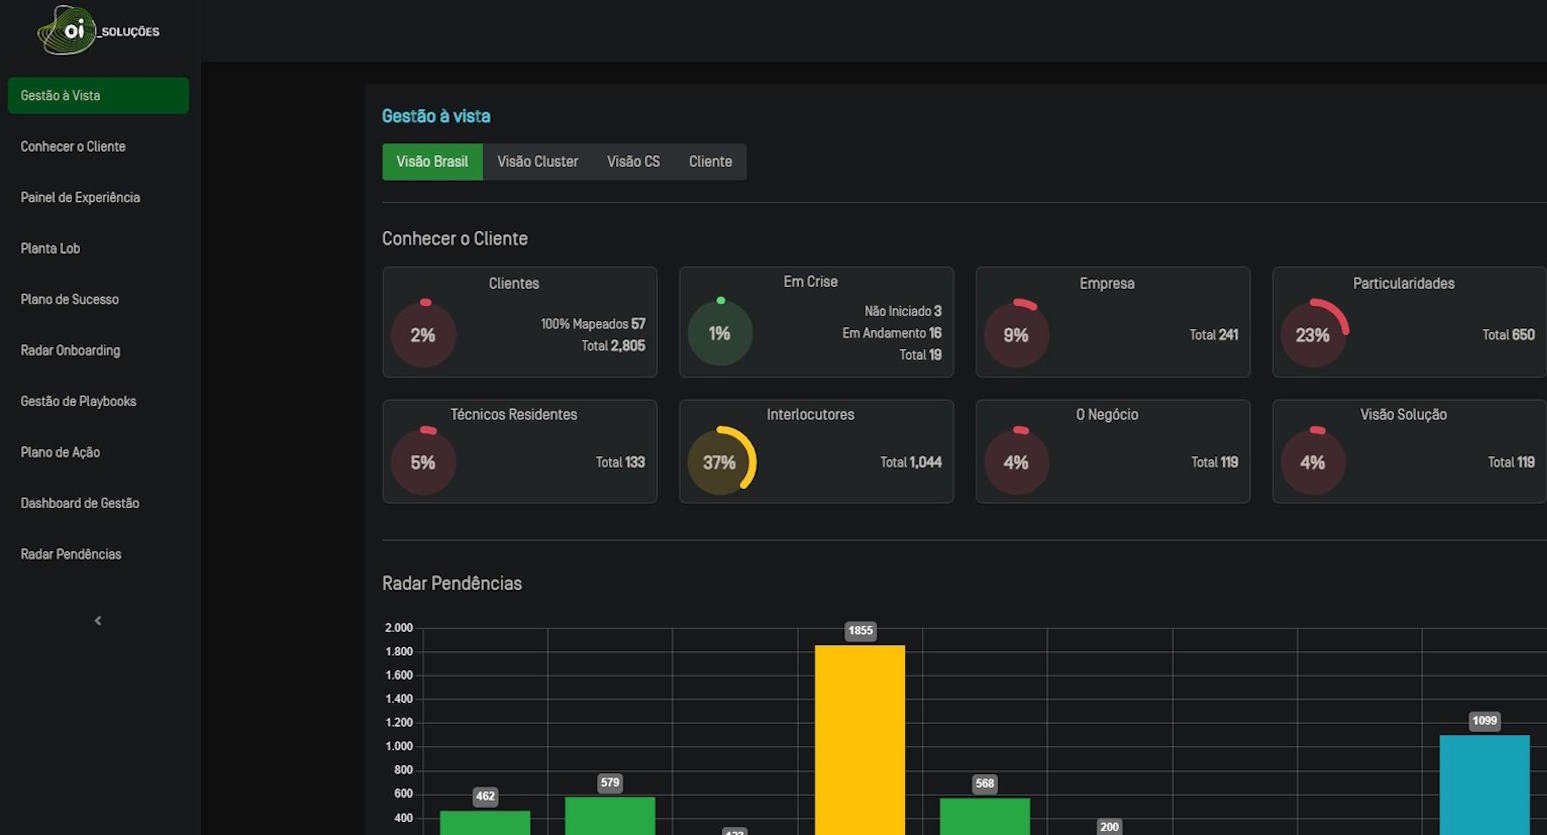 oi _SOLUÇÕES
Gestão à Vista
Conhecer o Cliente
Painel de Experiência
Planta Lob
Plano de Sucesso
Radar Onboarding
Gestão de Playbooks
Plano de Ação
Dashboard de Gestão
Radar Pendências
Gestão à vista
Visão Brasil Visão Cluster Visão CS Cliente
Conhecer o Cliente
Clientes
2%
100% Mapeados 57
Total 2,805
Em Crise
1%
Não Iniciado 3
Em Andamento 16
Total 19
Empresa
9%
Total 241
Particularidades
23%
Total 650
Técnicos Residentes
5%
Total 133
Interlocutores
37%
Total 1,044
O Negócio
4%
Total 119
Visão Solução
4%
Total 119
Radar Pendências
2.000
1.800
1.600
1.400
1.200
1.000
800
600
400
462
579
1855
568
200
1099